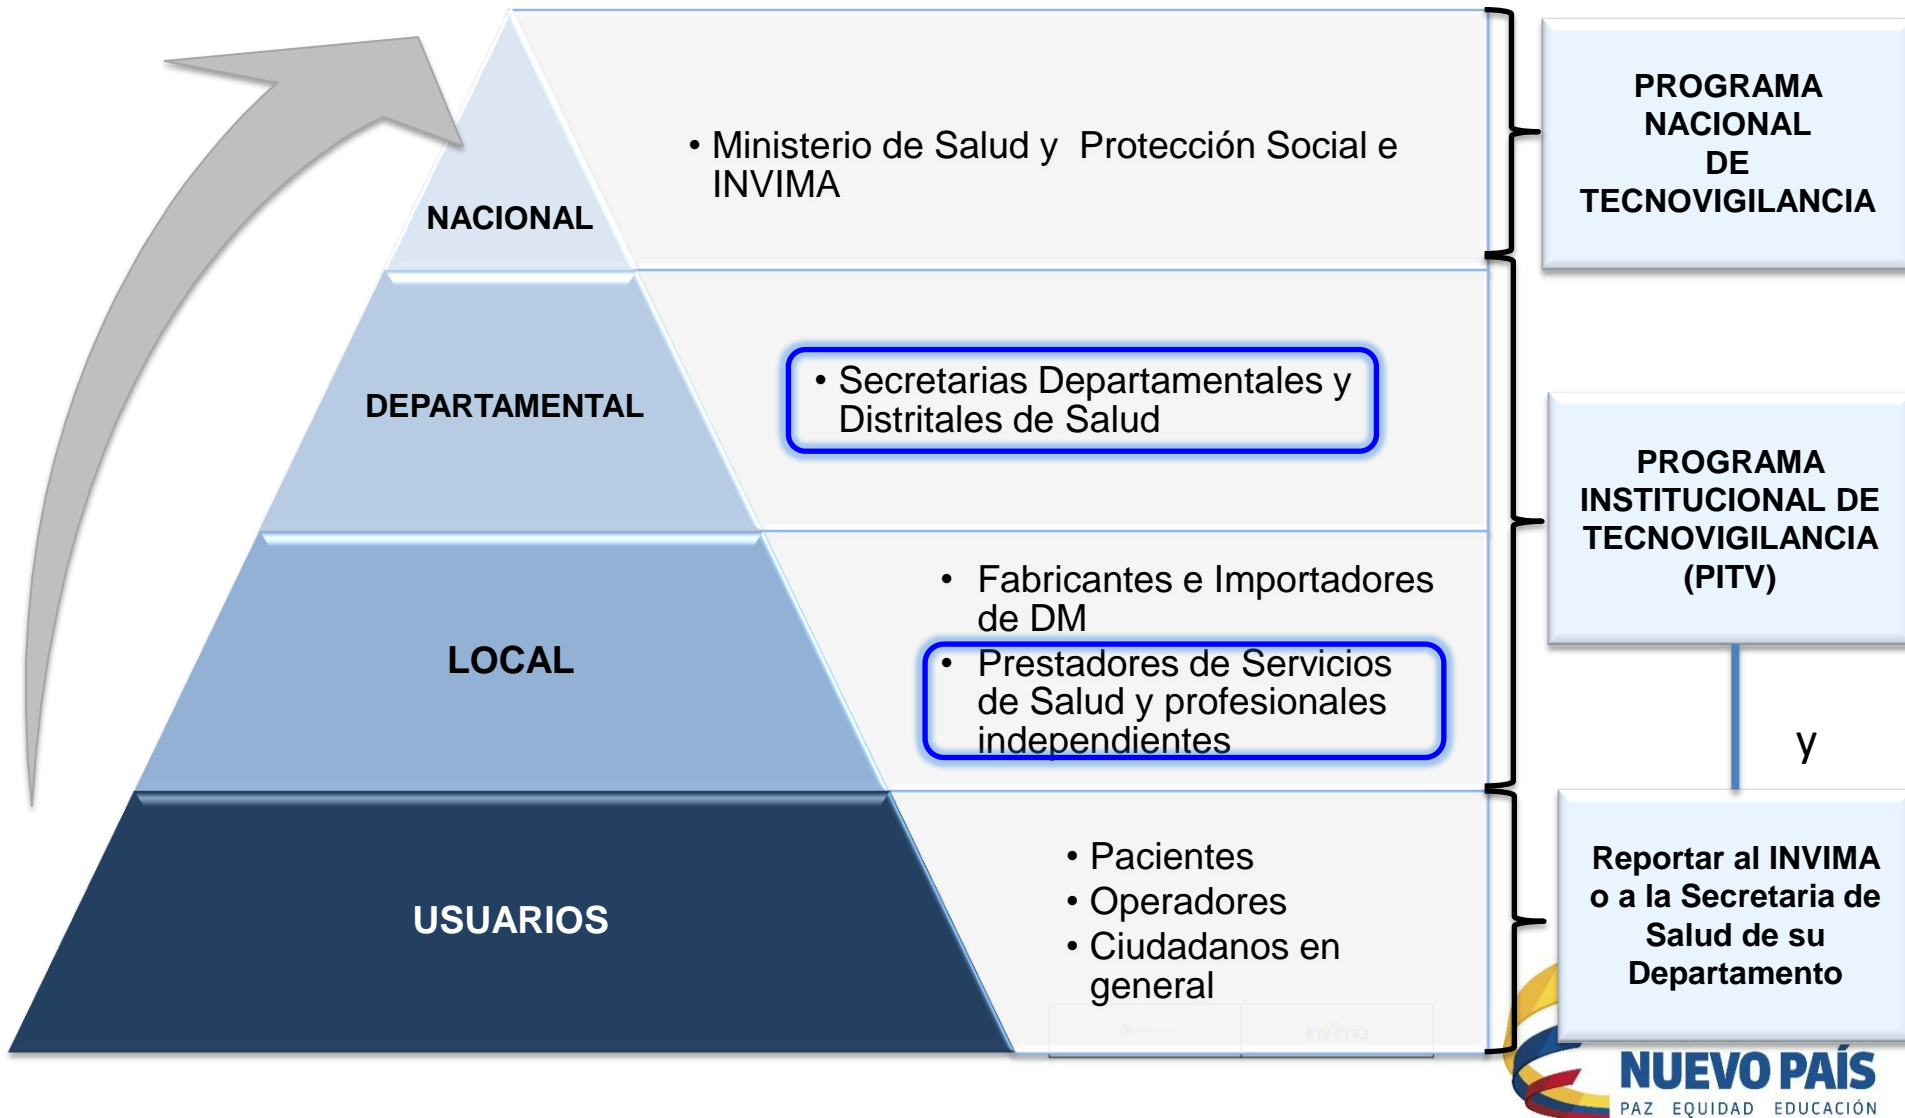 NACIONAL
• Ministerio de Salud y Protección Social e
INVIMA
PROGRAMA
NACIONAL
DE
TECNOVIGILANCIA
DEPARTAMENTAL
• Secretarias Departamentales y
Distritales de Salud
LOCAL
• Fabricantes e Importadores
de DM
• Prestadores de Servicios
de Salud y profesionales
independientes
PROGRAMA
INSTITUCIONAL DE
TECNOVIGILANCIA
(PITV)
y
USUARIOS
• Pacientes
• Operadores
• Ciudadanos en
general
Reportar al INVIMA
o a la Secretaria de
Salud de su
Departamento
invima
NUEVO PAÍS
PAZ EQUIDAD EDUCACIÓN